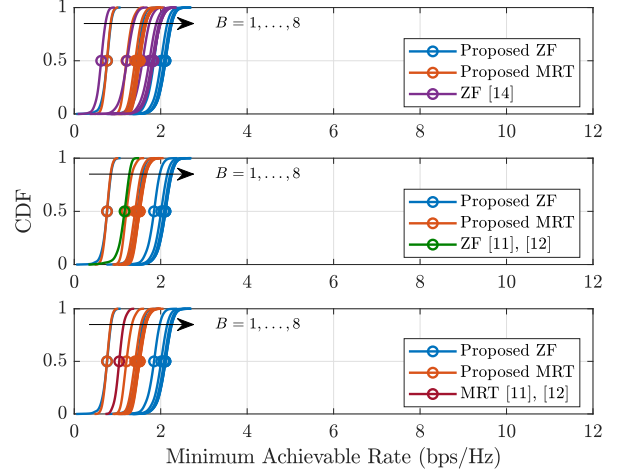 1
0.5
0
B = 1, . . . , 8
Proposed ZF
Proposed MRT
ZF [14]
0 2 4 6 8 10 12
CDF
1
0.5
0
B = 1, . . . , 8
Proposed ZF
Proposed MRT
ZF [11], [12]
0 2 4 6 8 10 12
1
0.5
0
B = 1, . . . , 8
Proposed ZF
Proposed MRT
MRT [11], [12]
0 2 4 6 8 10 12
Minimum Achievable Rate (bps/Hz)